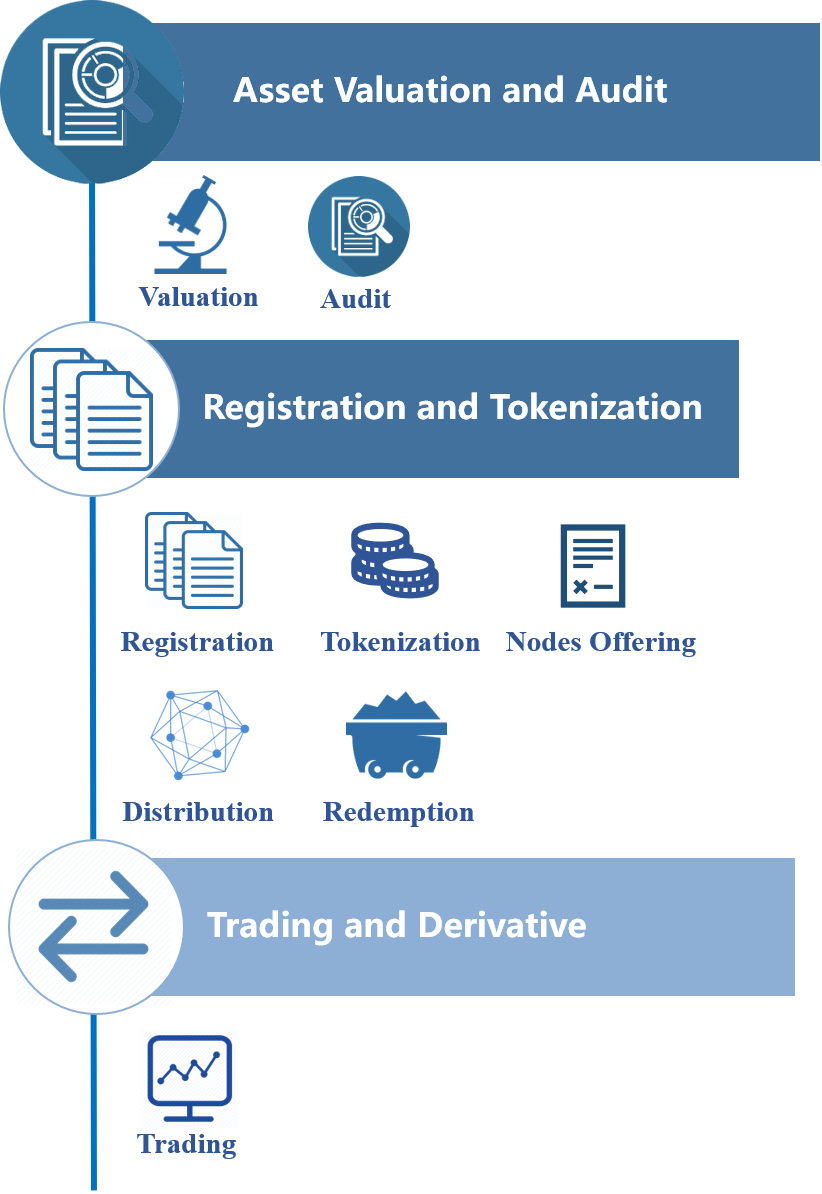 Asset Valuation and Audit
Valuation
Audit
Registration and Tokenization
Registration
Tokenization
Nodes Offering
Distribution
Redemption
Trading and Derivative
Trading